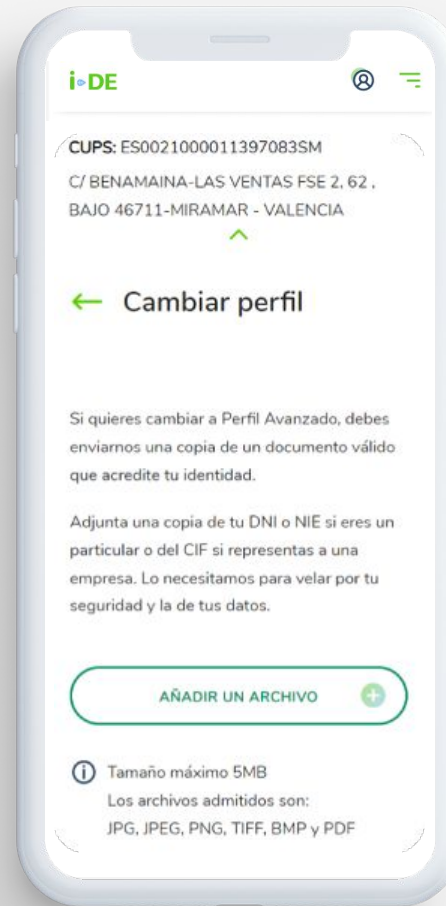 i-DE
CUPS: ES0021000011397083SM
C/ BENAMAINA-LAS VENTAS FSE 2, 62 ,
BAJO 46711-MIRAMAR - VALENCIA
Cambiar perfil
Si quieres cambiar a Perfil Avanzado, debes
enviarnos una copia de un documento válido
que acredite tu identidad.
Adjunta una copia de tu DNI o NIE si eres un
particular o del CIF si representas a una
empresa. Lo necesitamos para velar por tu
seguridad y la de tus datos.
AÑADIR UN ARCHIVO
Tamaño máximo 5MB
Los archivos admitidos son:
JPG, JPEG, PNG, TIFF, BMP y PDF